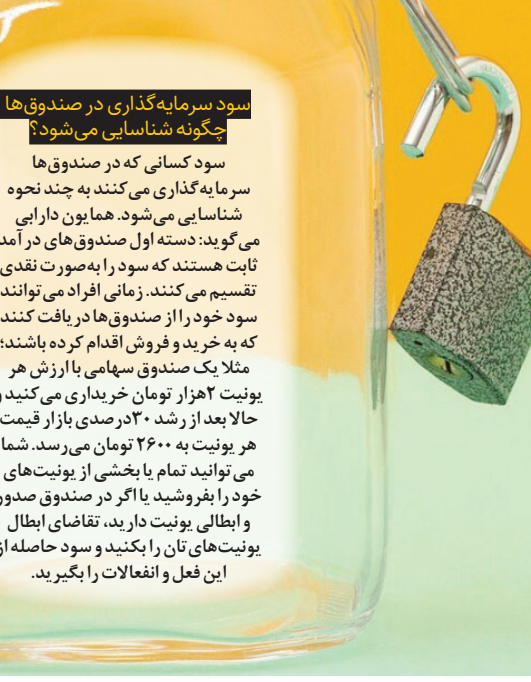 سود سرمایه‌گذاری در صندوق‌ها
چگونه شناسایی می‌شود؟
سود کسانی که در صندوق‌ها
سرمایه‌گذاری می‌کنند به چند نحوه
شناسایی می‌شود. همایون دارابی
می‌گوید: دسته اول صندوق‌های درآمد
ثابت هستند که سود را به‌صورت نقدی
تقسیم می‌کنند. زمانی افراد می‌توانند
سود خود را از صندوق‌ها دریافت کنند
که به خرید و فروش اقدام کرده باشند؛
مثلا یک صندوق سهامی با ارزش هر
یونیت ۲هزار تومان خریداری می‌کنید و
حالا بعد از رشد ۳۰درصدی بازار قیمت
هر یونیت به ۲۶۰۰ تومان می‌رسد. شما
می‌توانید تمام یا بخشی از یونیت‌های
خود را بفروشید یا اگر در صندوق صدور
و ابطالی یونیت دارید، تقاضای ابطال
یونیت‌های‌تان را بکنید و سود حاصله از
این فعل و انفعالات را بگیرید.